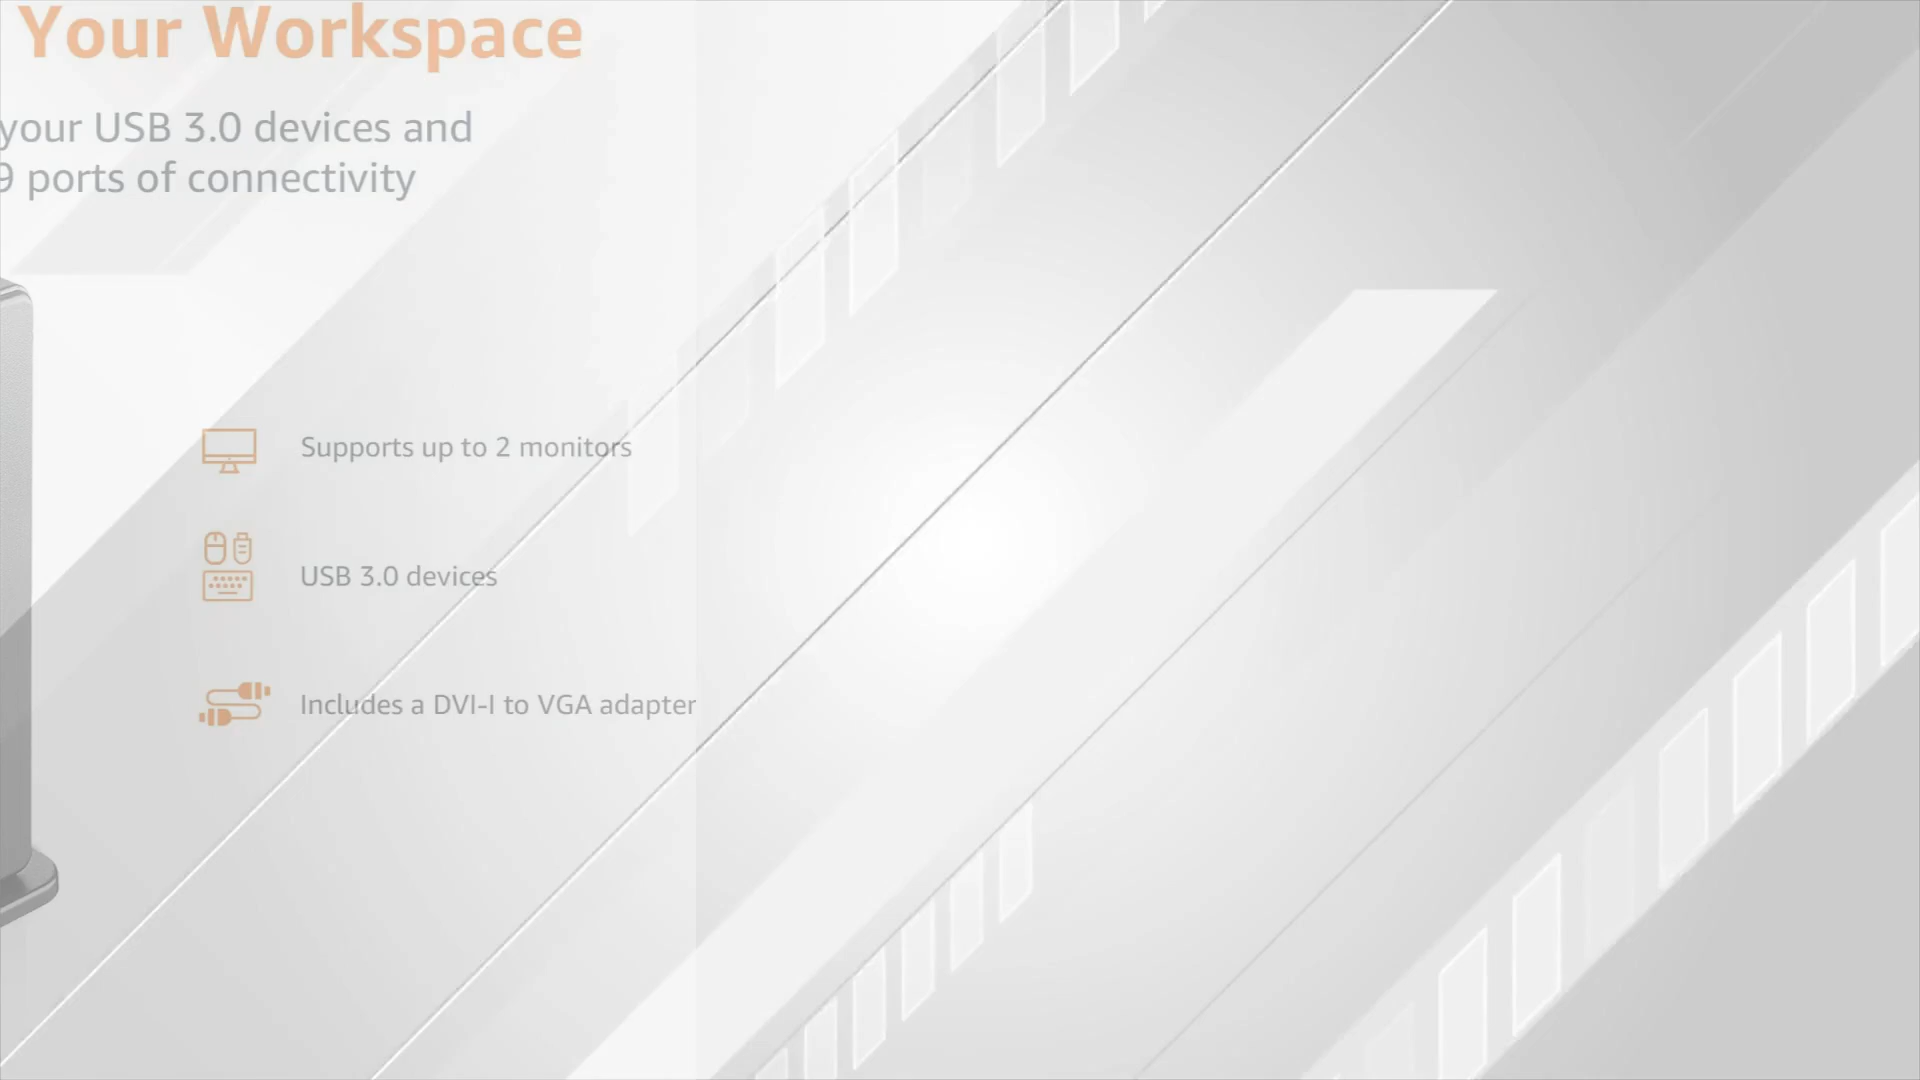 Your Workspace
your USB 3.0 devices and
9 ports of connectivity
Supports up to 2 monitors
USB 3.0 devices
Includes a DVI-I to VGA adapter